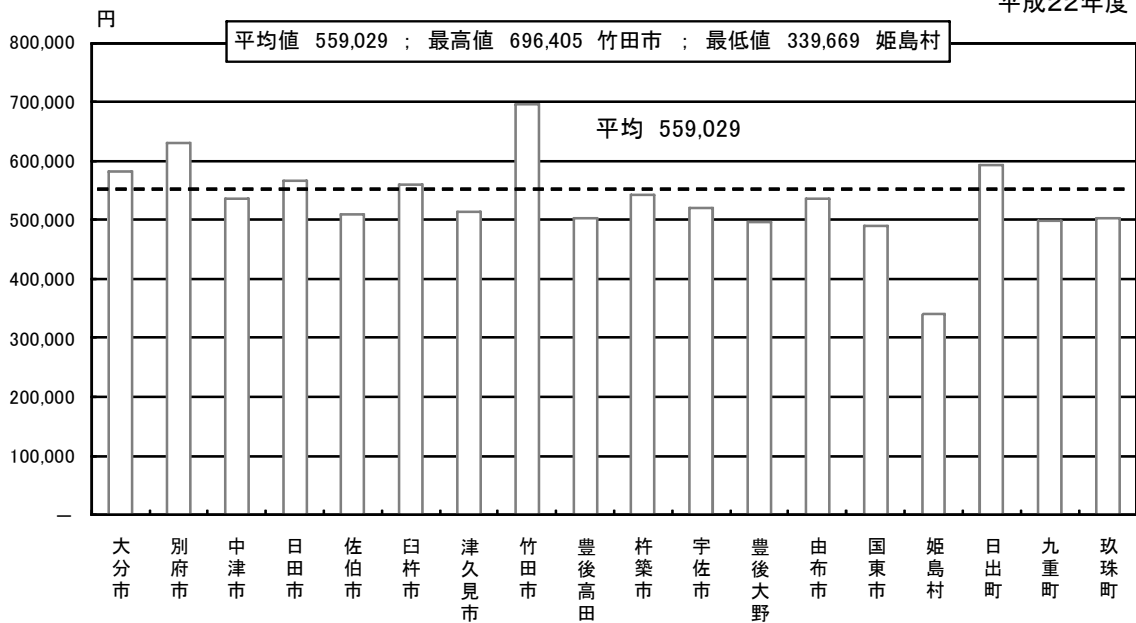 平成22年度
円
平均値 559,029 ; 最高値 696,405 竹田市 ; 最低値 339,669 姫島村
平均 559,029
800,000
700,000
600,000
500,000
400,000
300,000
200,000
100,000
－
大分市
別府市
中津市
日田市
佐伯市
臼杵市
津久見市
竹田市
豊後高田
杵築市
宇佐市
豊後大野
由布市
国東市
姫島村
日出町
九重町
玖珠町